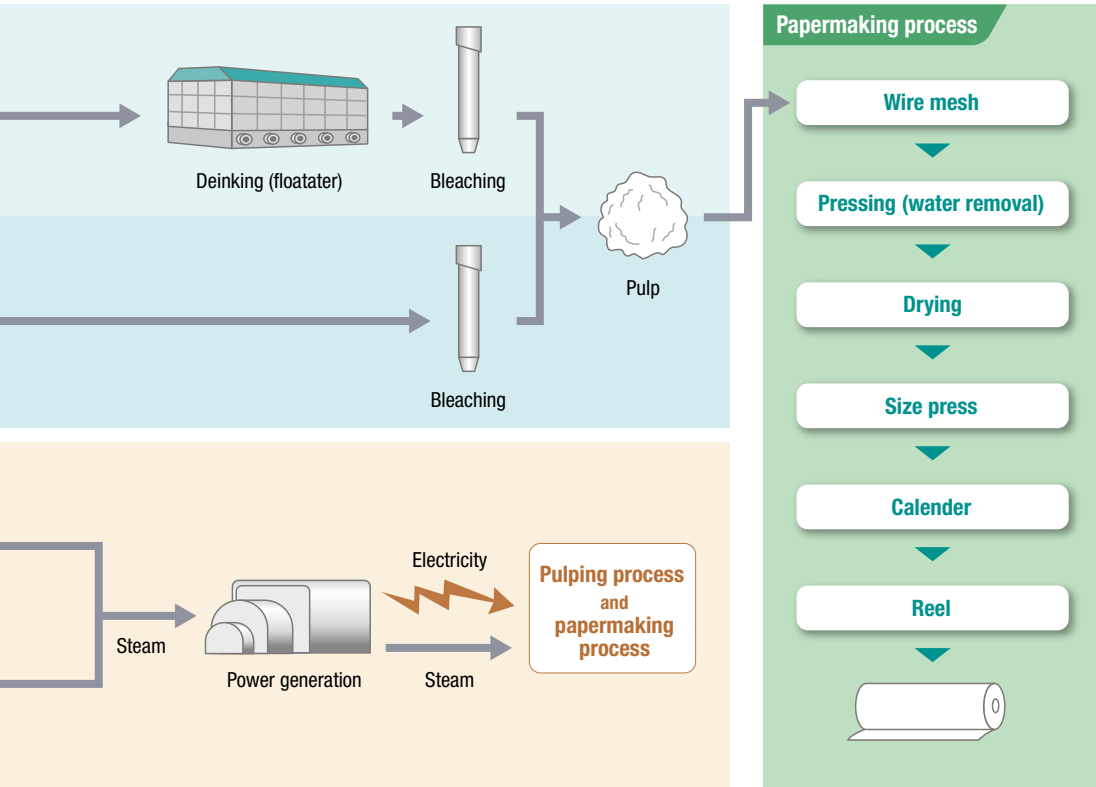 Papermaking process
Deinking (floatater)
Bleaching
Bleaching
Pulp
Wire mesh
Pressing (water removal)
Drying
Size press
Calender
Reel
Steam
Power generation
Electricity
Steam
Pulping process
and
papermaking
process